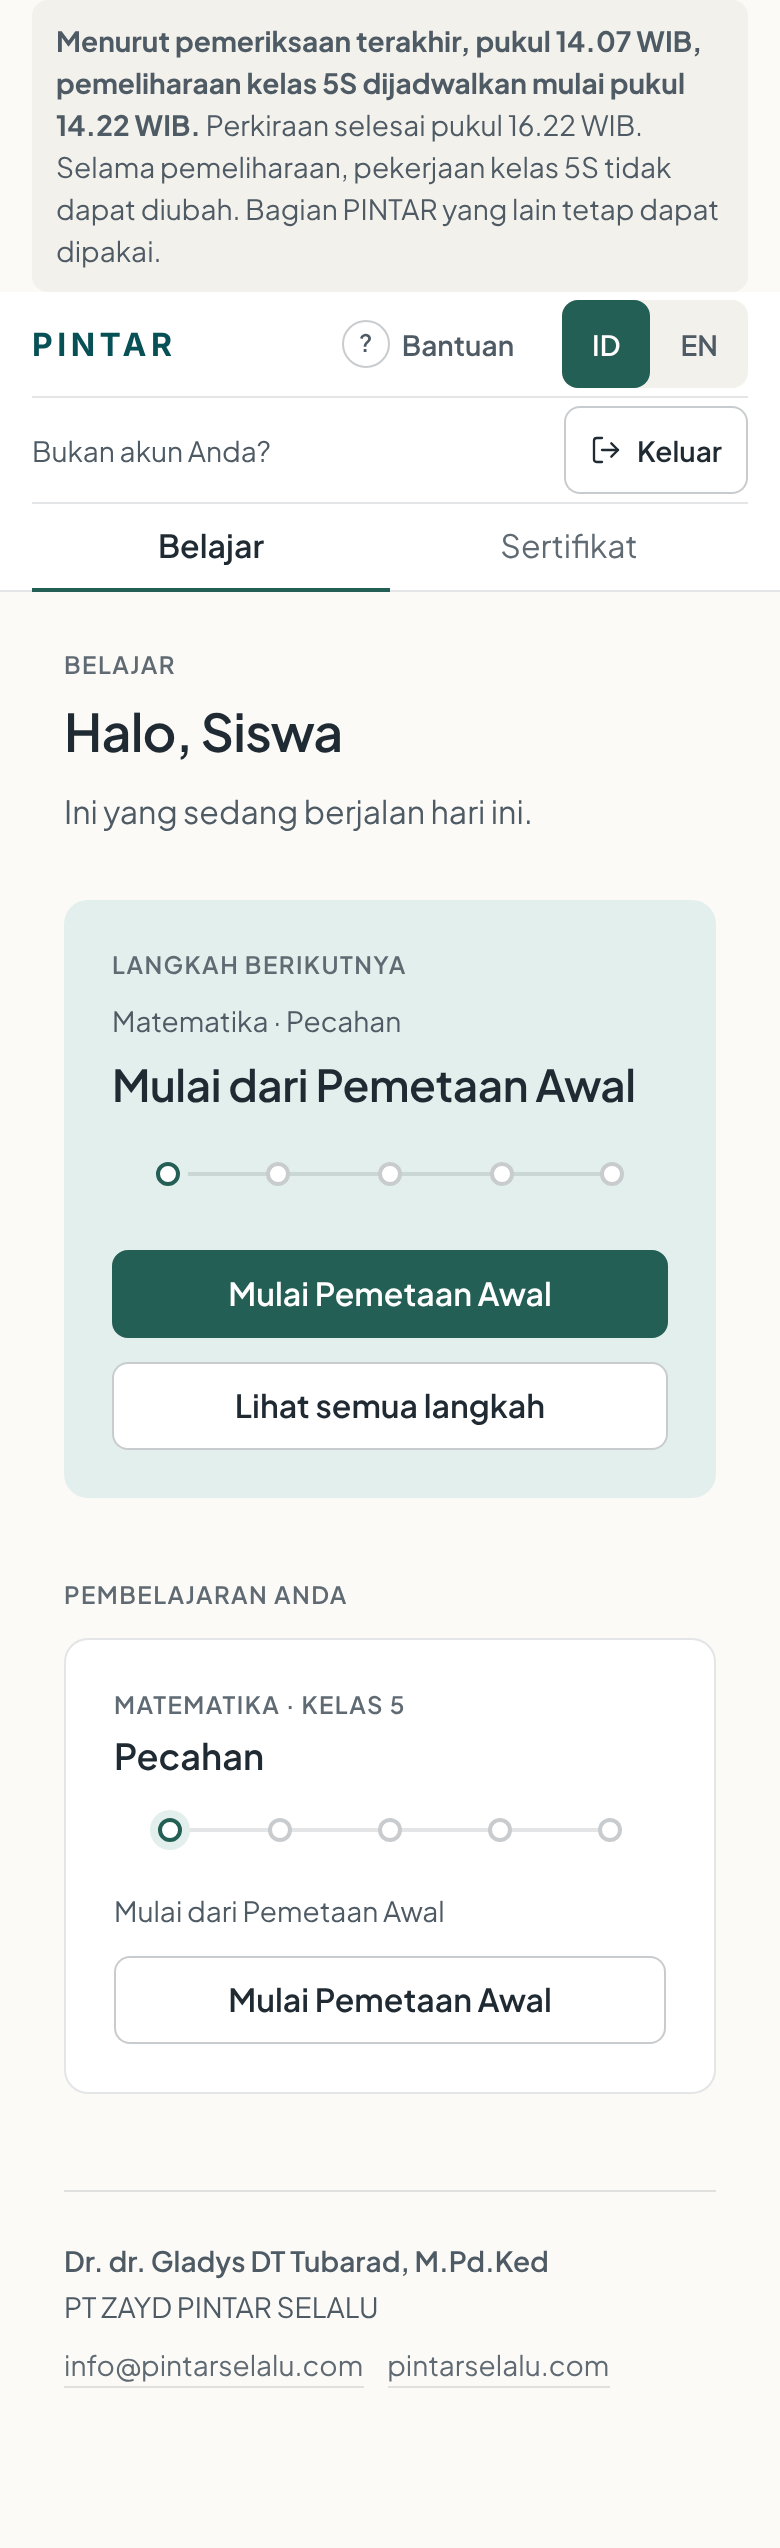 Menurut pemeriksaan terakhir, pukul 14.07 WIB,
pemeliharaan kelas 5S dijadwalkan mulai pukul
14.22 WIB. Perkiraan selesai pukul 16.22 WIB.
Selama pemeliharaan, pekerjaan kelas 5S tidak
dapat diubah. Bagian PINTAR yang lain tetap dapat
dipakai.
PINTAR ? Bantuan ID EN
Bukan akun Anda? Keluar
Belajar Sertifikat
BELAJAR
Halo, Siswa
Ini yang sedang berjalan hari ini.
LANGKAH BERIKUTNYA
Matematika · Pecahan
Mulai dari Pemetaan Awal
Mulai Pemetaan Awal
Lihat semua langkah
PEMBELAJARAN ANDA
MATEMATIKA · KELAS 5
Pecahan
Mulai dari Pemetaan Awal
Mulai Pemetaan Awal
Dr. dr. Gladys DT Tubarad, M.Pd.Ked
PT ZAYD PINTAR SELALU
info@pintarselalu.com pintarselalu.com